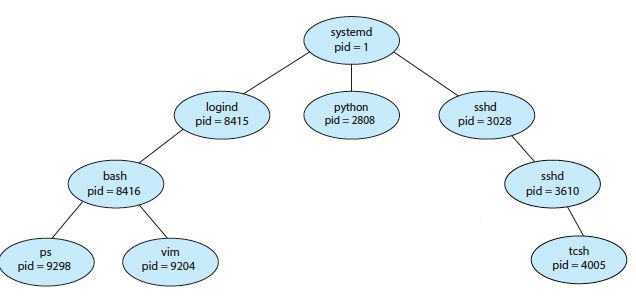 systemd
pid = 1
logind
pid = 8415
python
pid = 2808
sshd
pid = 3028
bash
pid = 8416
sshd
pid = 3610
ps
pid = 9298
vim
pid = 9204
tcsh
pid = 4005